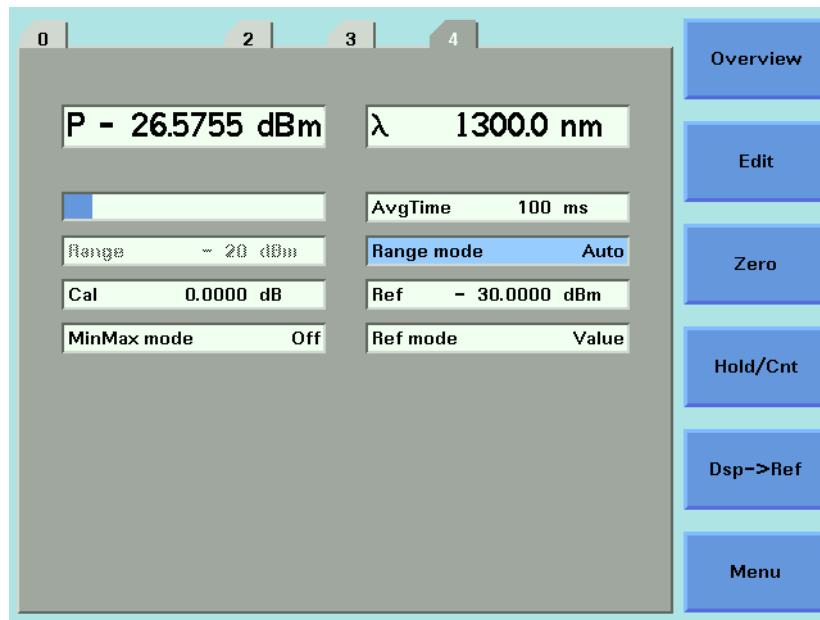 0 2 3 4
P - 26.5755 dBm
λ 1300.0 nm
AvgTime 100 ms
Range - 20 dBm
Range mode Auto
Cal 0.0000 dB
Ref - 30.0000 dBm
MinMax mode Off
Ref mode Value
Overview
Edit
Zero
Hold/Cnt
Dsp->Ref
Menu